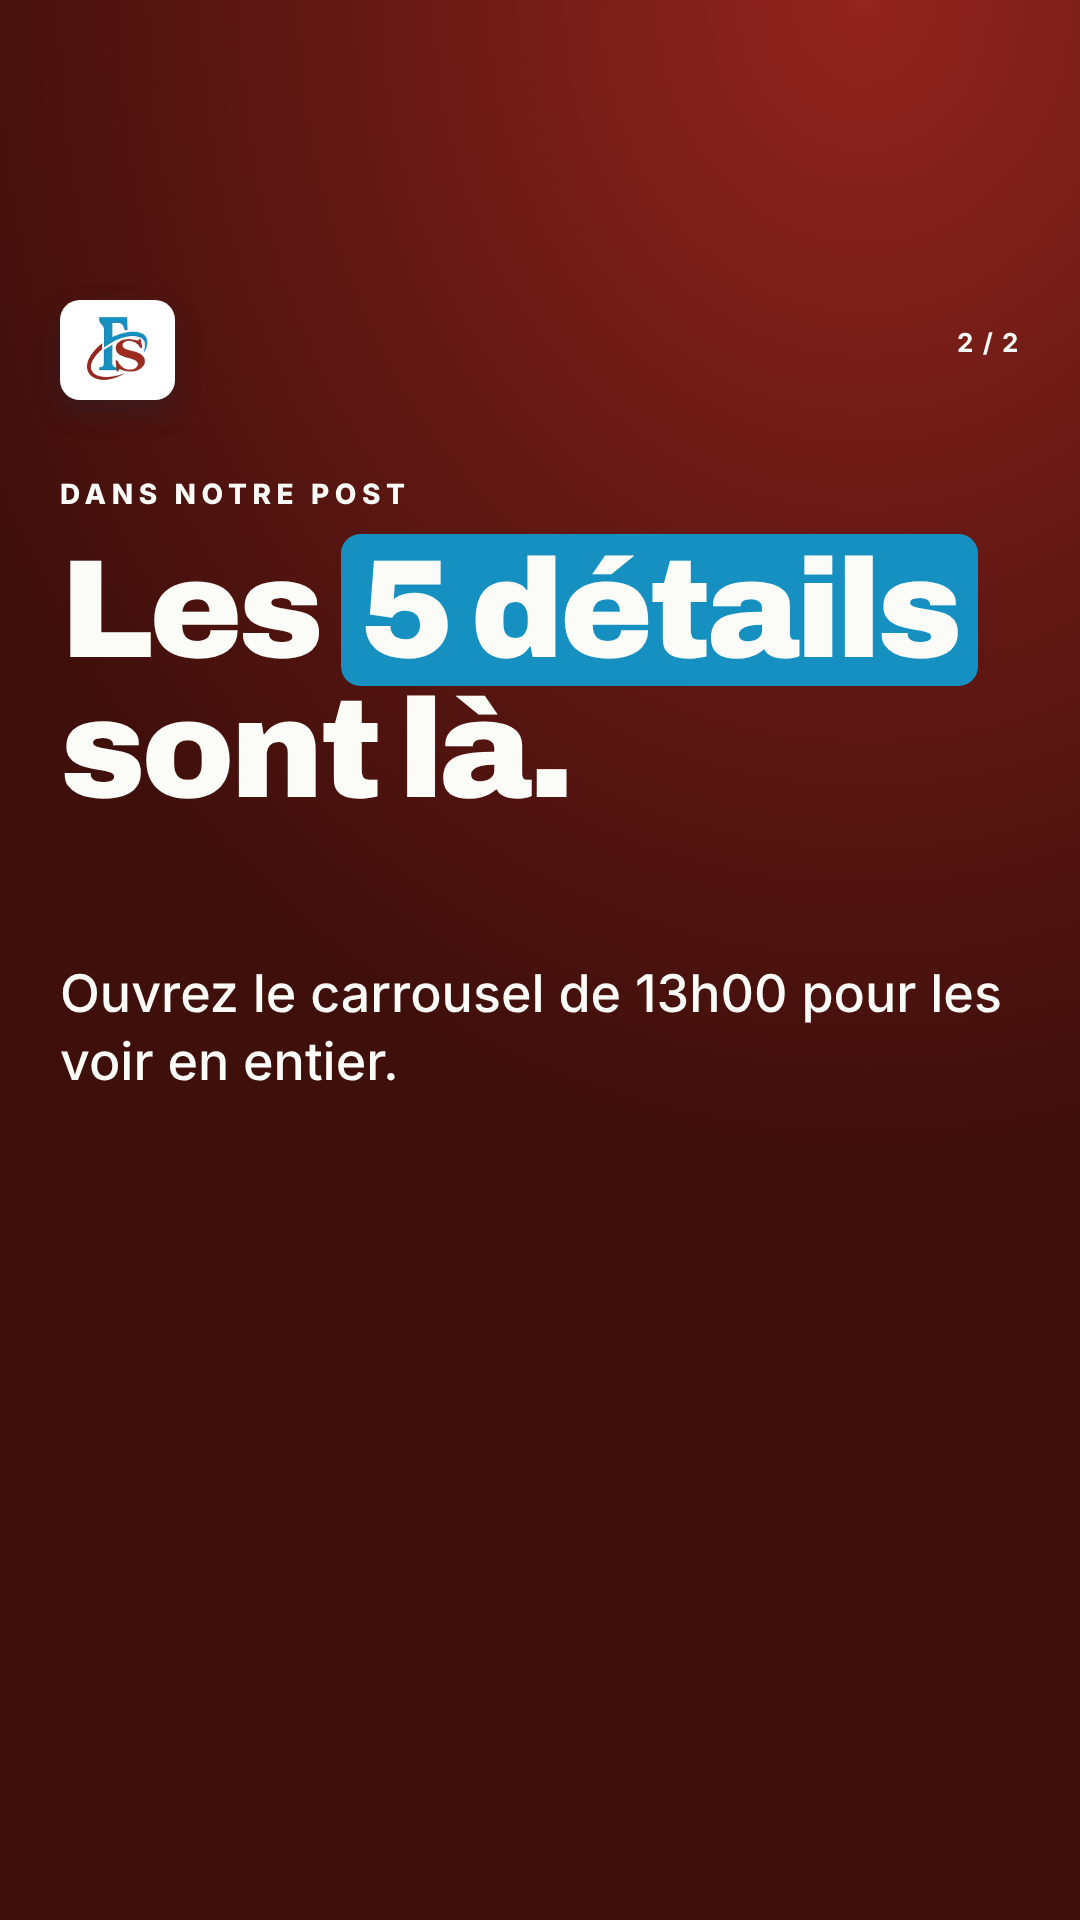 FS
2 / 2
DANS NOTRE POST
Les 5 détails
sont là.
Ouvrez le carrousel de 13h00 pour les
voir en entier.